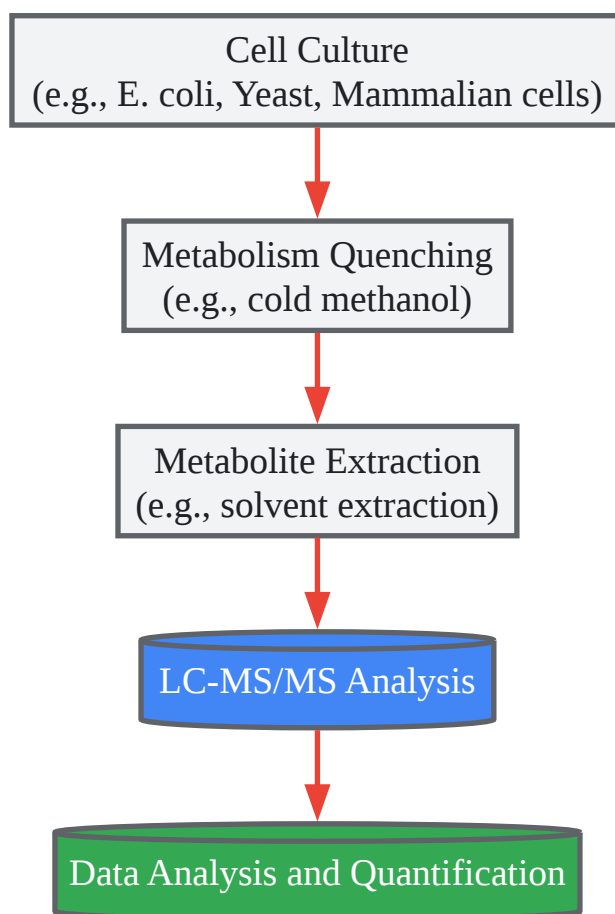 Cell Culture
(e.g., E. coli, Yeast, Mammalian cells)
Metabolism Quenching
(e.g., cold methanol)
Metabolite Extraction
(e.g., solvent extraction)
LC-MS/MS Analysis
Data Analysis and Quantification